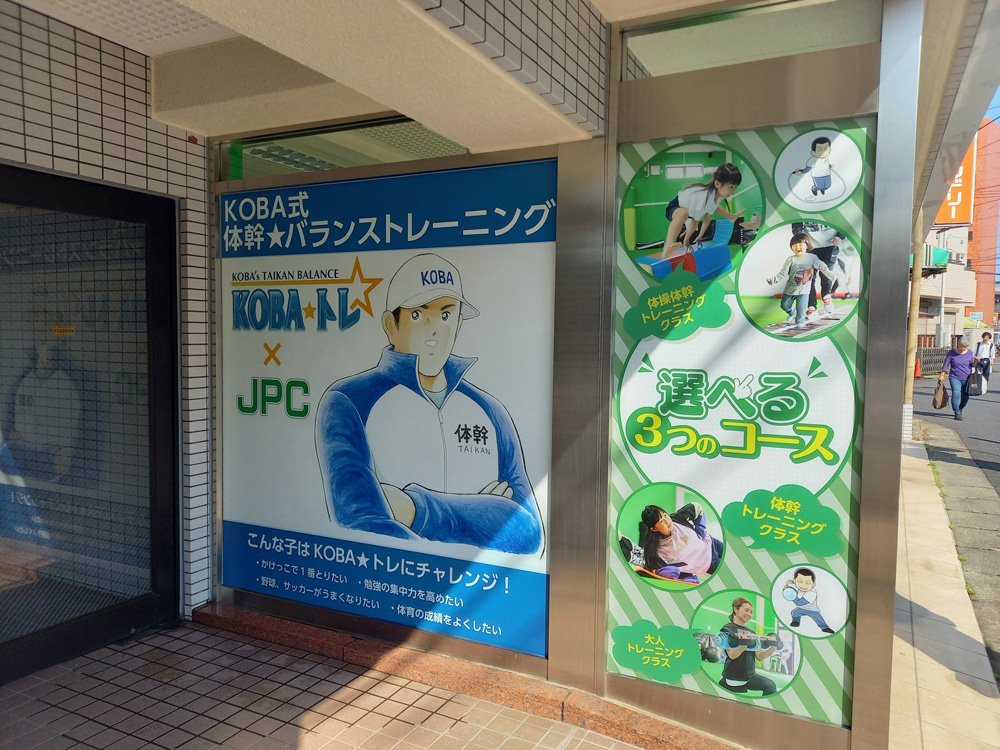 KOBA式
体幹★バランストレーニング
KOBA's TAIKAN BALANCE
KOBA★トレ
×
JPC
KOBA
体幹
TAIKAN
こんな子は KOBA★トレにチャレンジ！
・かけっこで１番とりたい ・勉強の集中力を高めたい
・野球、サッカーがうまくなりたい ・体育の成績をよくしたい
体操体幹
トレーニング
クラス
選べる
3つのコース
体幹
トレーニング
クラス
大人
トレーニング
クラス